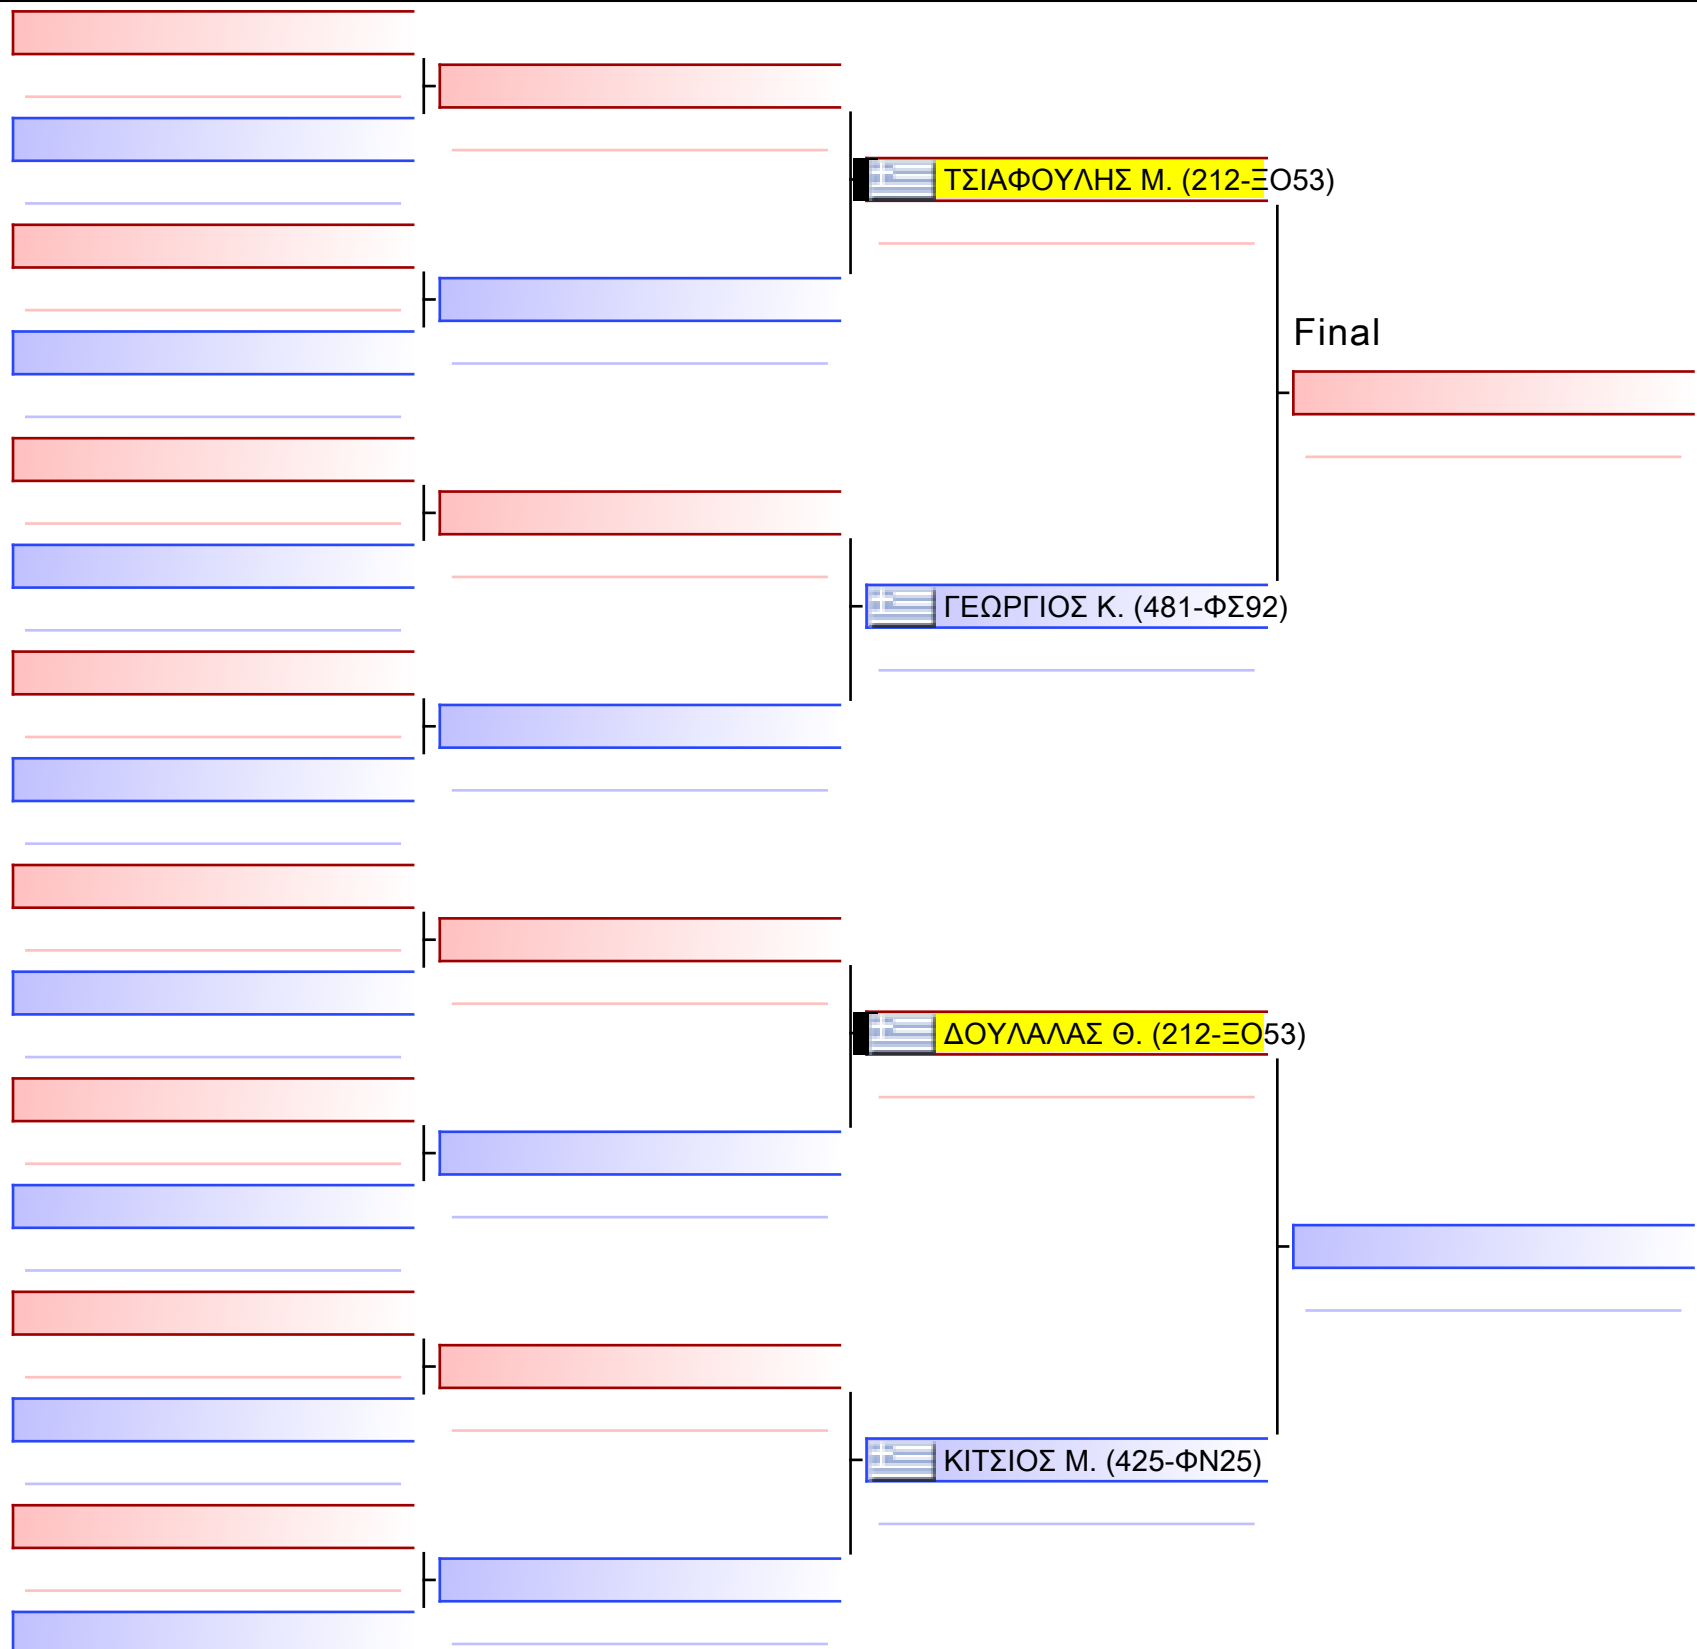 ΤΣΙΑΦΟΥΛΗΣ Μ. (212-ΞΟ53)
Final
ΓΕΩΡΓΙΟΣ Κ. (481-ΦΣ92)
ΔΟΥΛΑΛΑΣ Θ. (212-ΞΟ53)
ΚΙΤΣΙΟΣ Μ. (425-ΦΝ25)